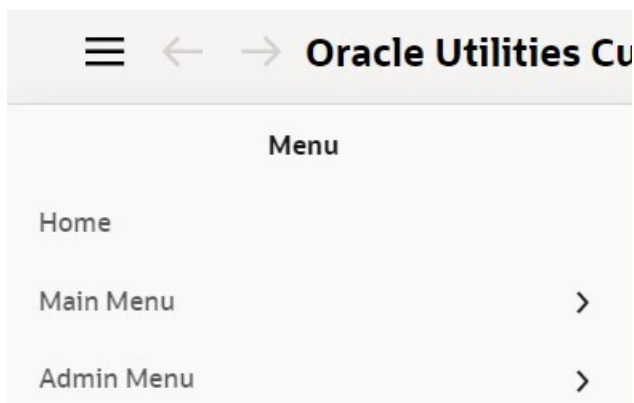 Oracle Utilities Cu
Menu
Home
Main Menu
Admin Menu